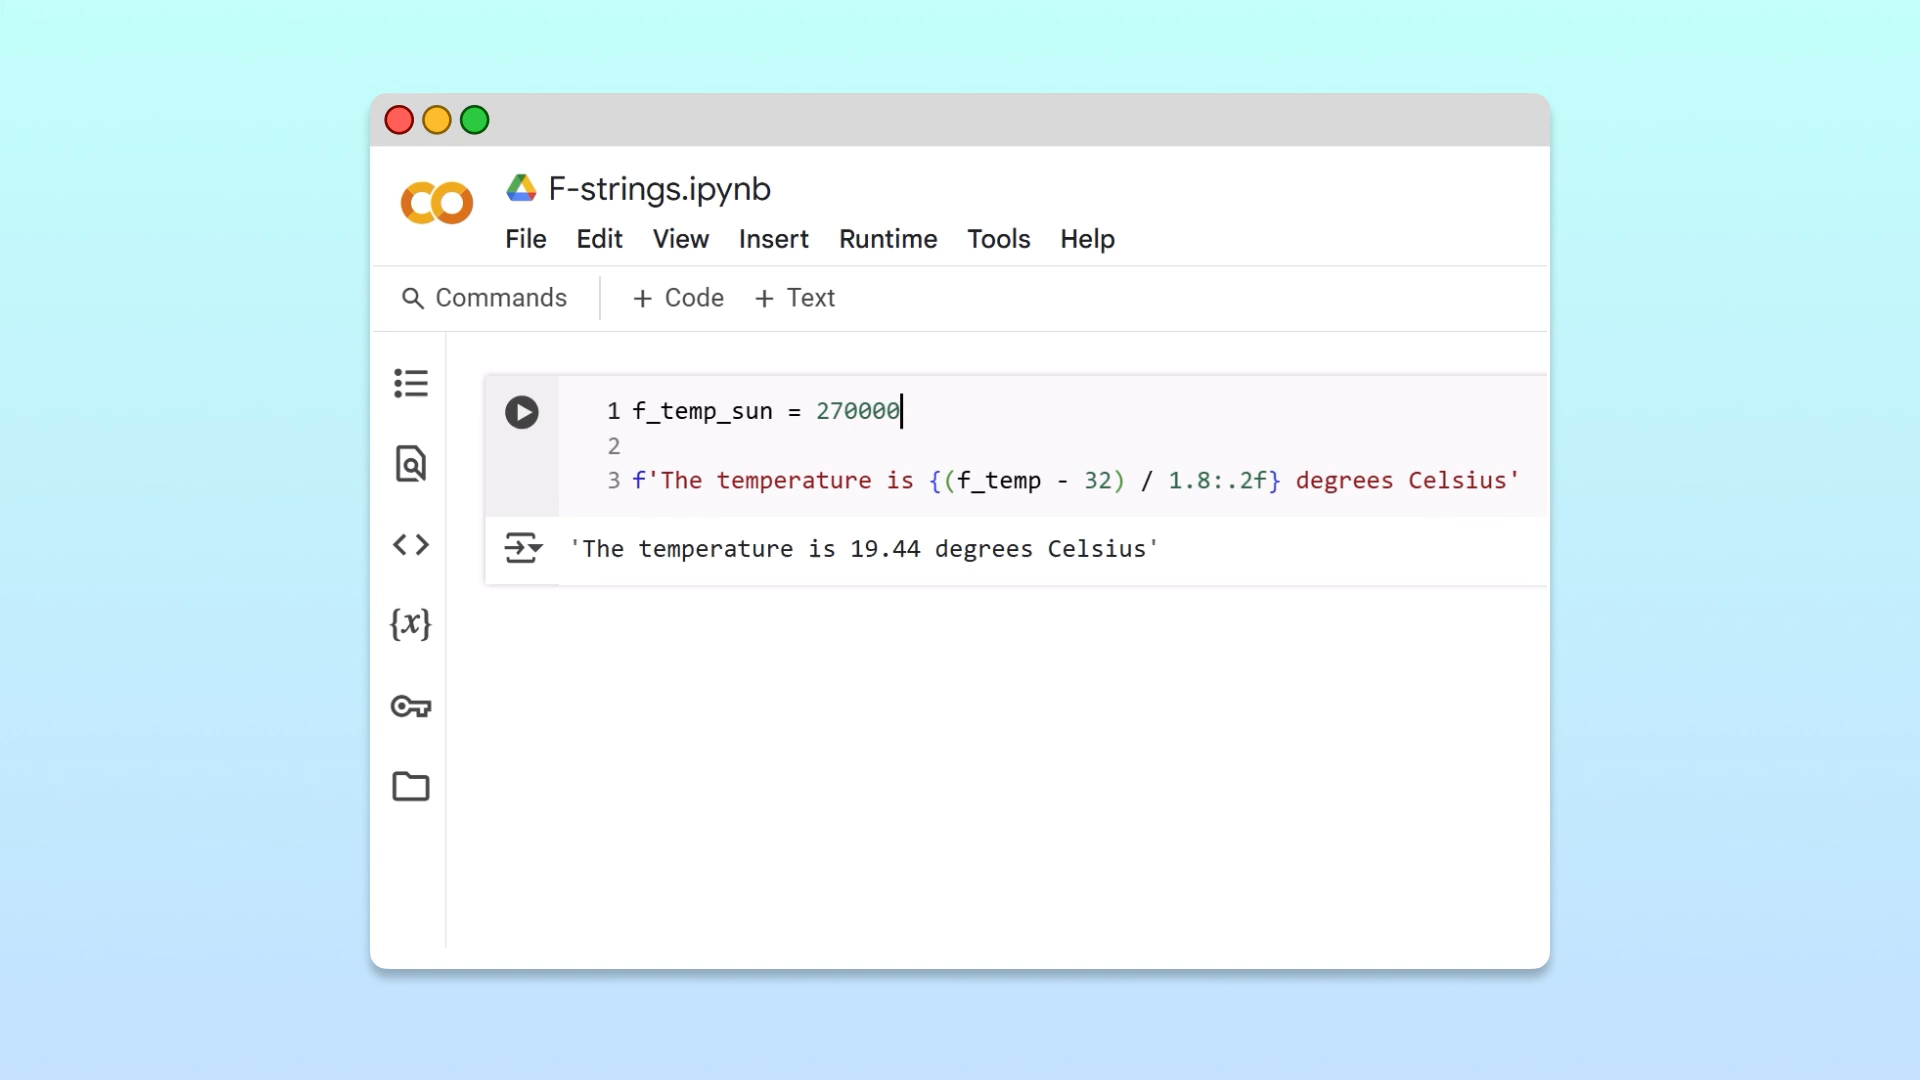 F-strings.ipynb
File Edit View Insert Runtime Tools Help
Commands + Code + Text
1 f_temp_sun = 270000
2
3 f'The temperature is {(f_temp - 32) / 1.8:.2f} degrees Celsius'
'The temperature is 19.44 degrees Celsius'
{x}